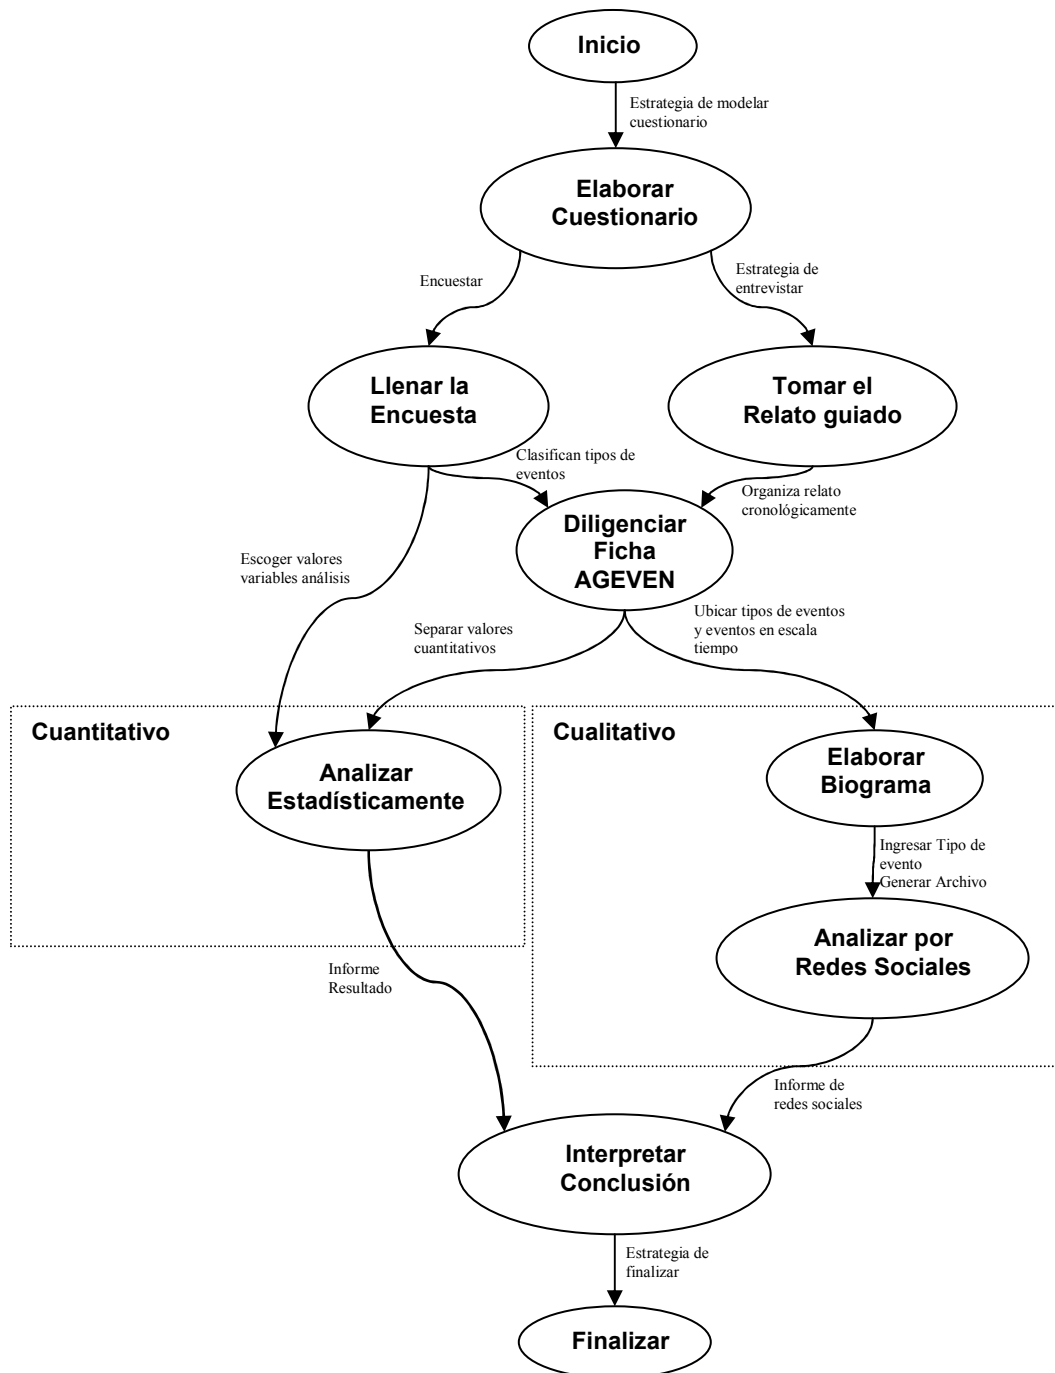 Inicio
Estrategia de modelar
cuestionario
Elaborar
Cuestionario
Encuestar
Estrategia de
entrevistar
Llenar la
Encuesta
Tomar el
Relato guiado
Clasifican tipos de
eventos
Organiza relato
cronológicamente
Diligenciar
Ficha
AGEVEN
Escoger valores
variables análisis
Separar valores
cuantitativos
Ubicar tipos de eventos
y eventos en escala
tiempo
Cuantitativo
Cualitativo
Analizar
Estadísticamente
Elaborar
Biograma
Ingresar Tipo de
evento
Generar Archivo
Analizar por
Redes Sociales
Informe
Resultado
Informe de
redes sociales
Interpretar
Conclusión
Estrategia de
finalizar
Finalizar